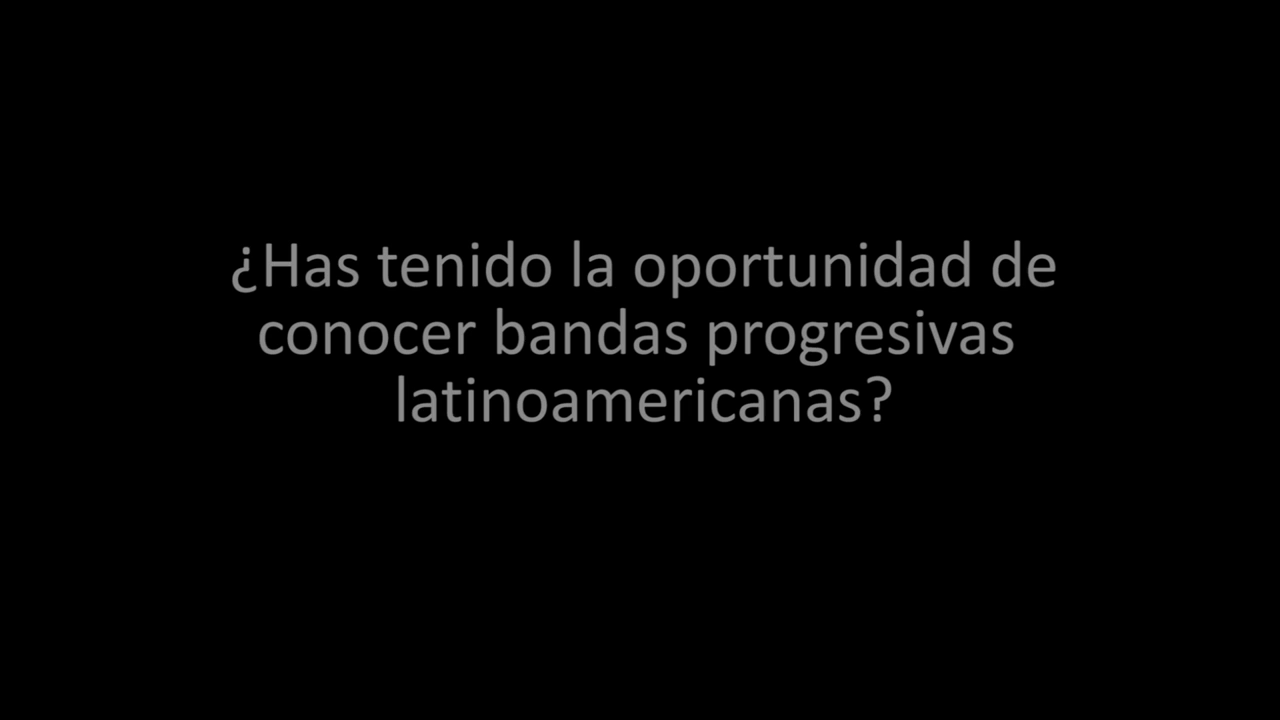 ¿Has tenido la oportunidad de
conocer bandas progresivas
latinoamericanas?